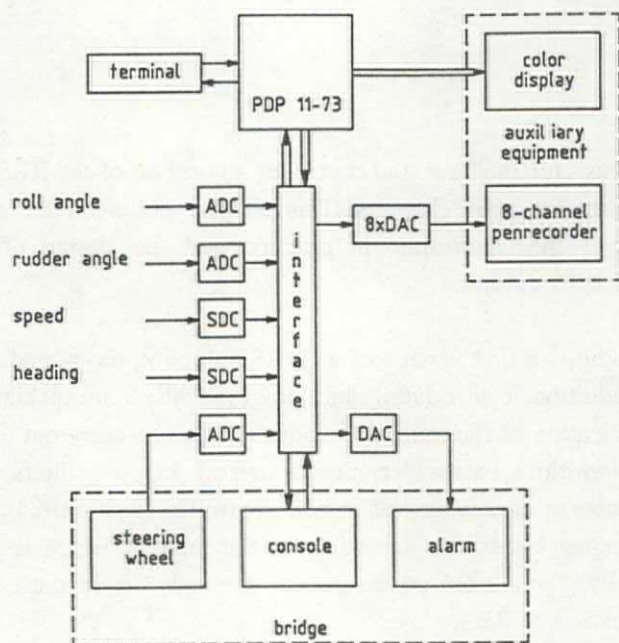 terminal
PDP 11-73
color
display
auxiliary
equipment
8-channel
penrecorder
roll angle
ADC
interface
8xDAC
rudder angle
ADC
speed
SDC
heading
SDC
ADC
DAC
steering
wheel
console
alarm
bridge